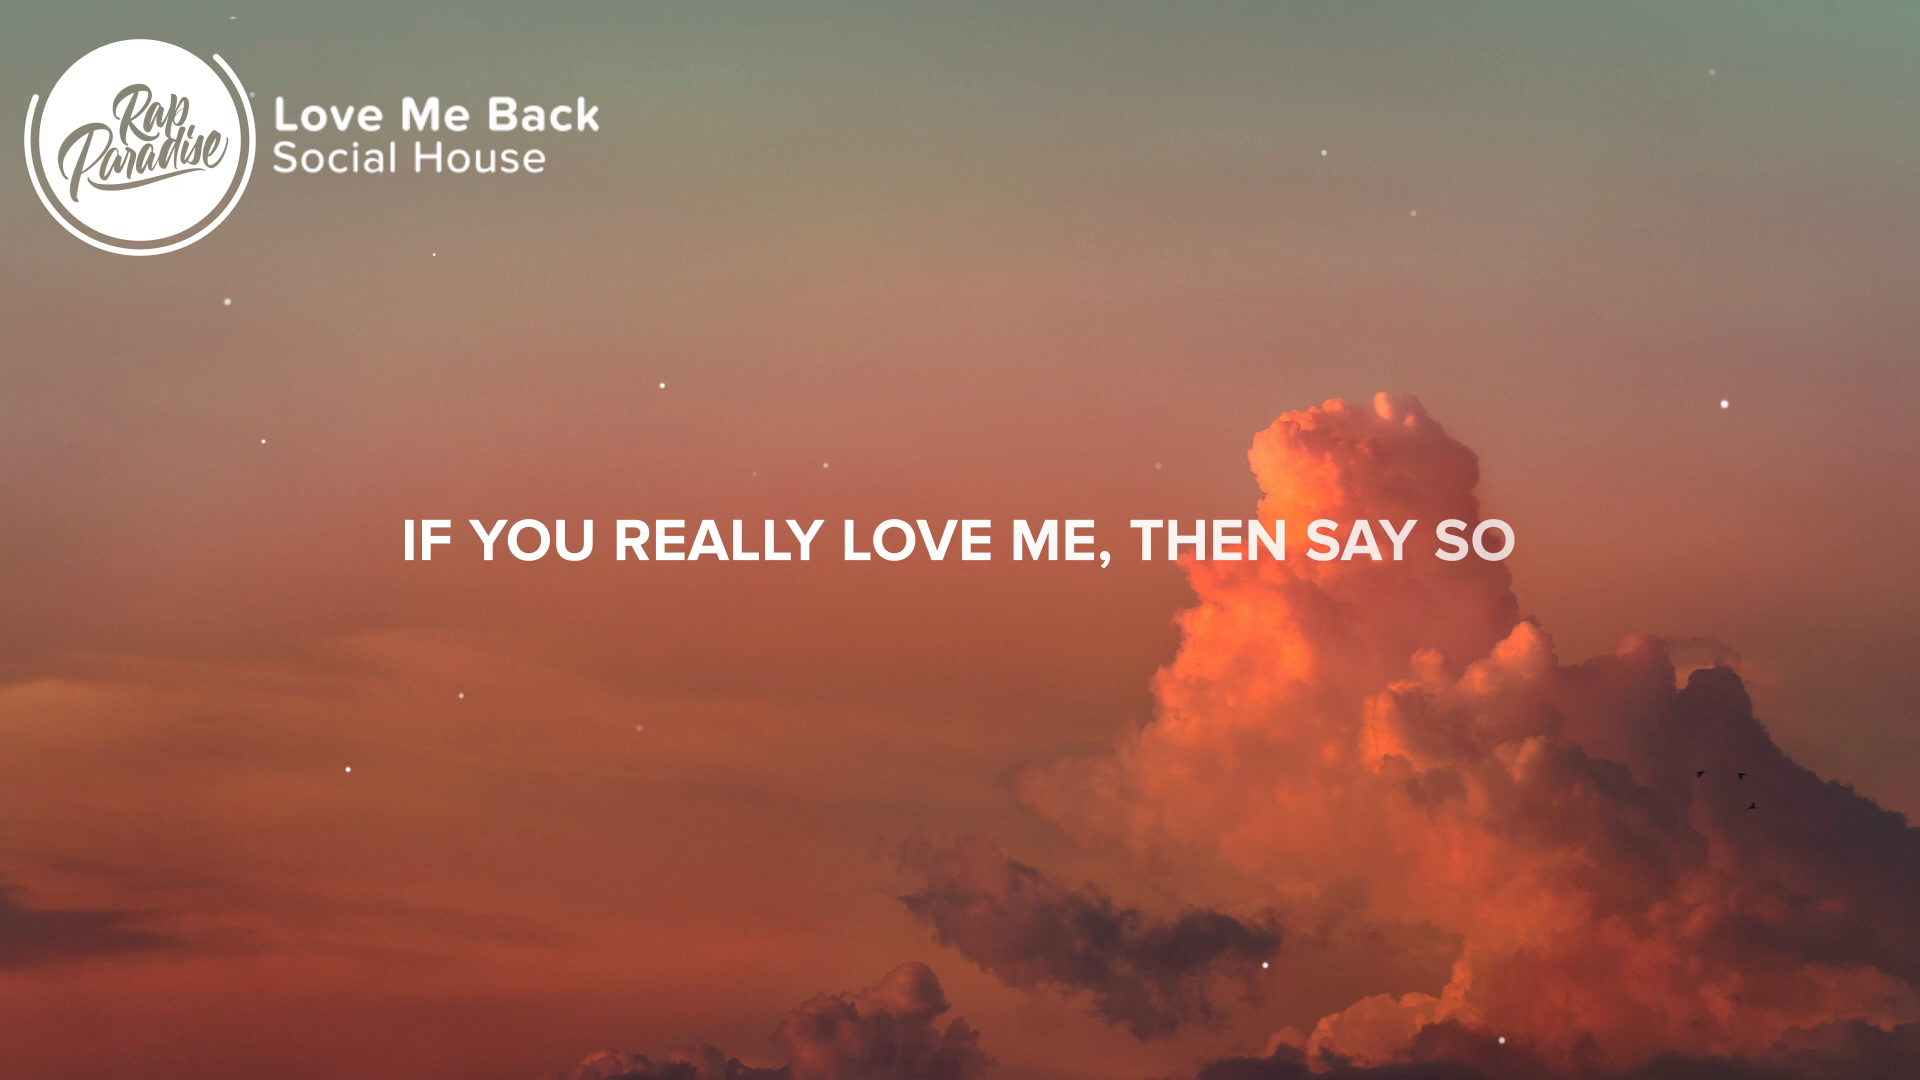 Rap
Paradise
Love Me Back
Social House
IF YOU REALLY LOVE ME, THEN SAY SO